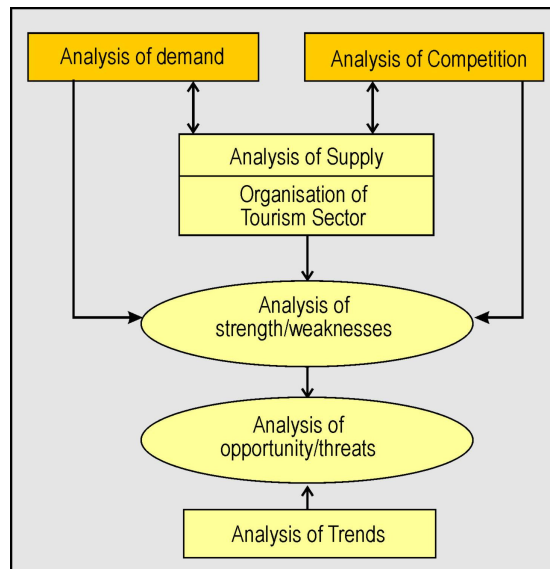 Analysis of demand
Analysis of Competition
Analysis of Supply
Organisation of
Tourism Sector
Analysis of
strength/weaknesses
Analysis of
opportunity/threats
Analysis of Trends